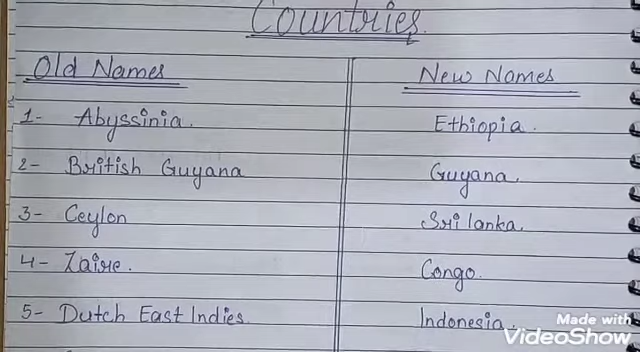 Countries
Old Names New Names
1- Abyssinia. Ethiopia.
2- British Guyana Guyana.
3- Ceylon Sri lanka.
4- Zaire. Congo.
5- Dutch East Indies. Indonesia.
Made with
VideoShow